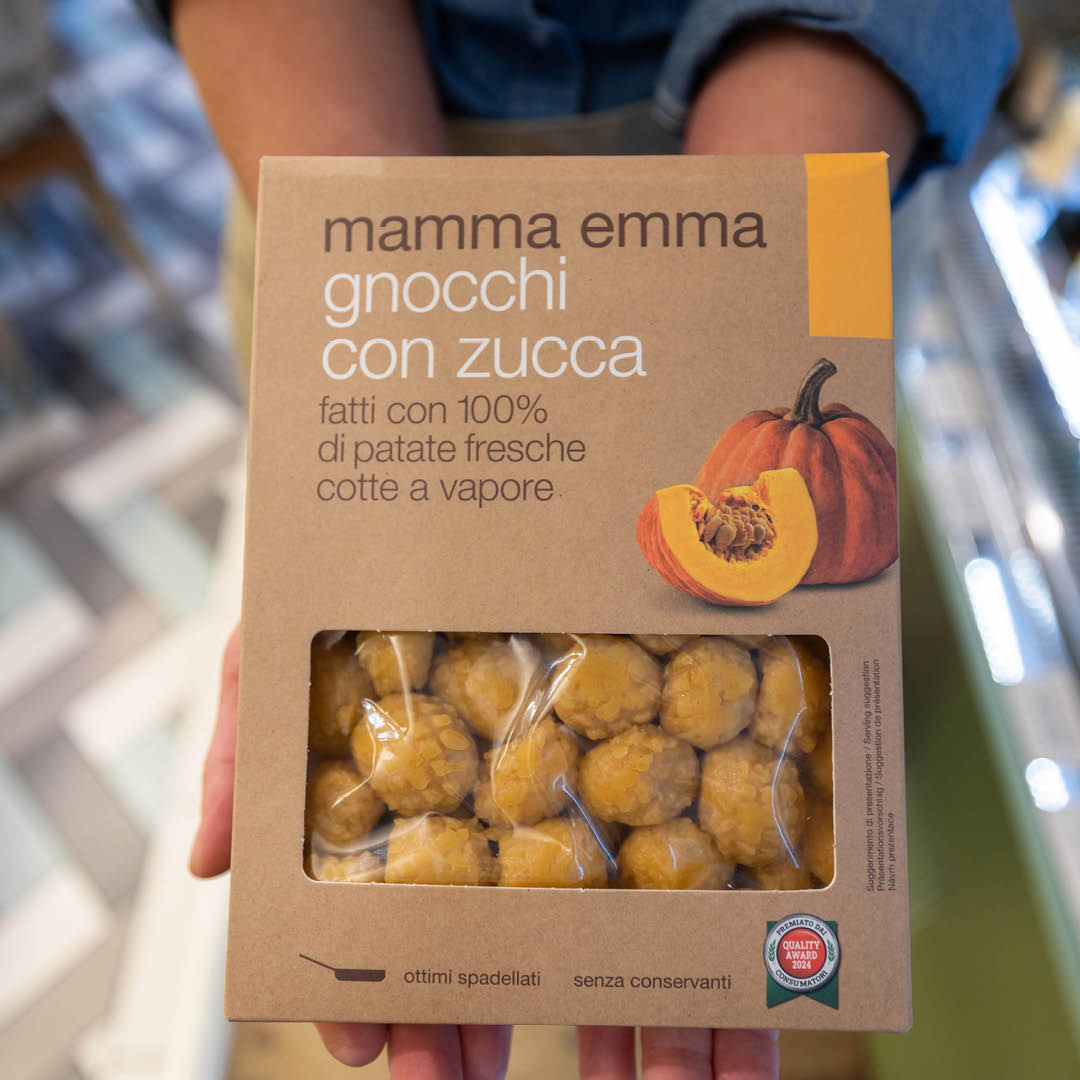 mamma emma
gnocchi
con zucca
fatti con 100%
di patate fresche
cotte a vapore
Suggerimento di presentazione / Serving suggestion
Präsentationsvorschlag / Suggestion de présentation
Návrh prezentace
ottimi spadellati
senza conservanti
PREMIATO DAI
QUALITY
AWARD
2024
CONSUMATORI